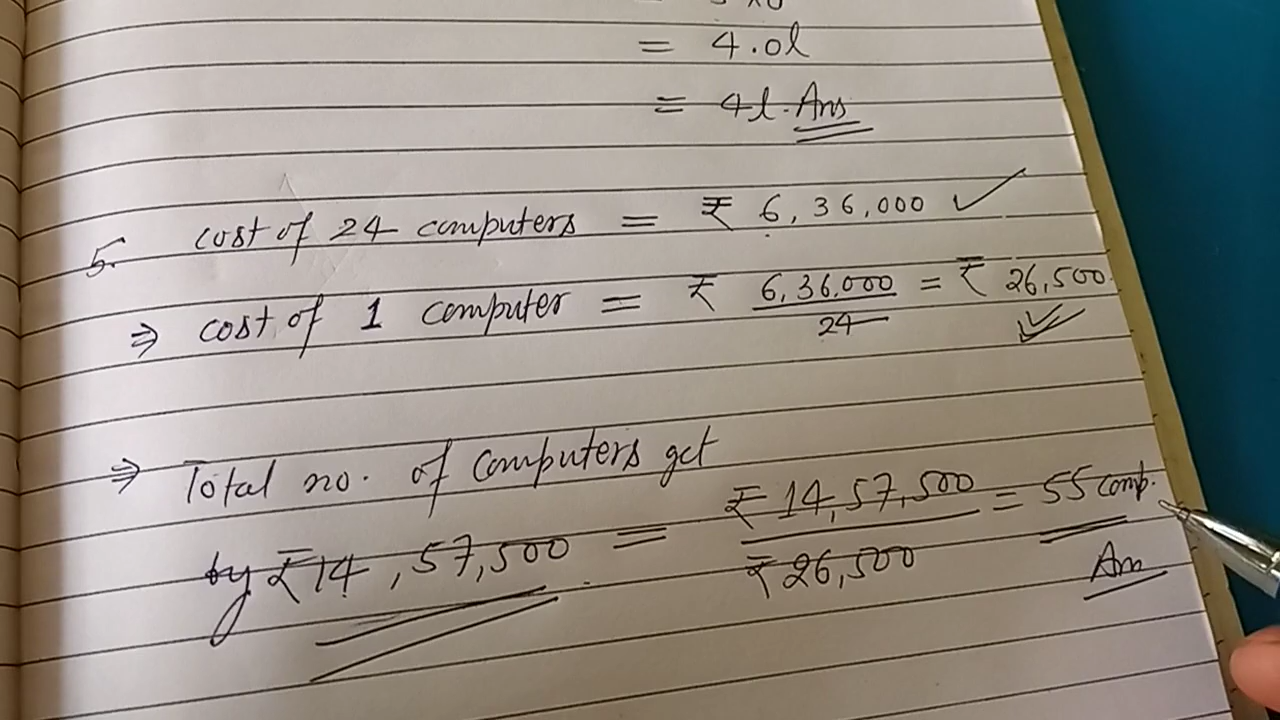 = 4.0l
= 4l. Ans
5. cost of 24 computers = ₹ 6,36,000 ✓
⇒ cost of 1 computer = ₹ 6,36,000/24 = ₹ 26,500
⇒ Total no. of computers get
by ₹14,57,500 = ₹ 14,57,500/₹ 26,500 = 55 comp.
Ans